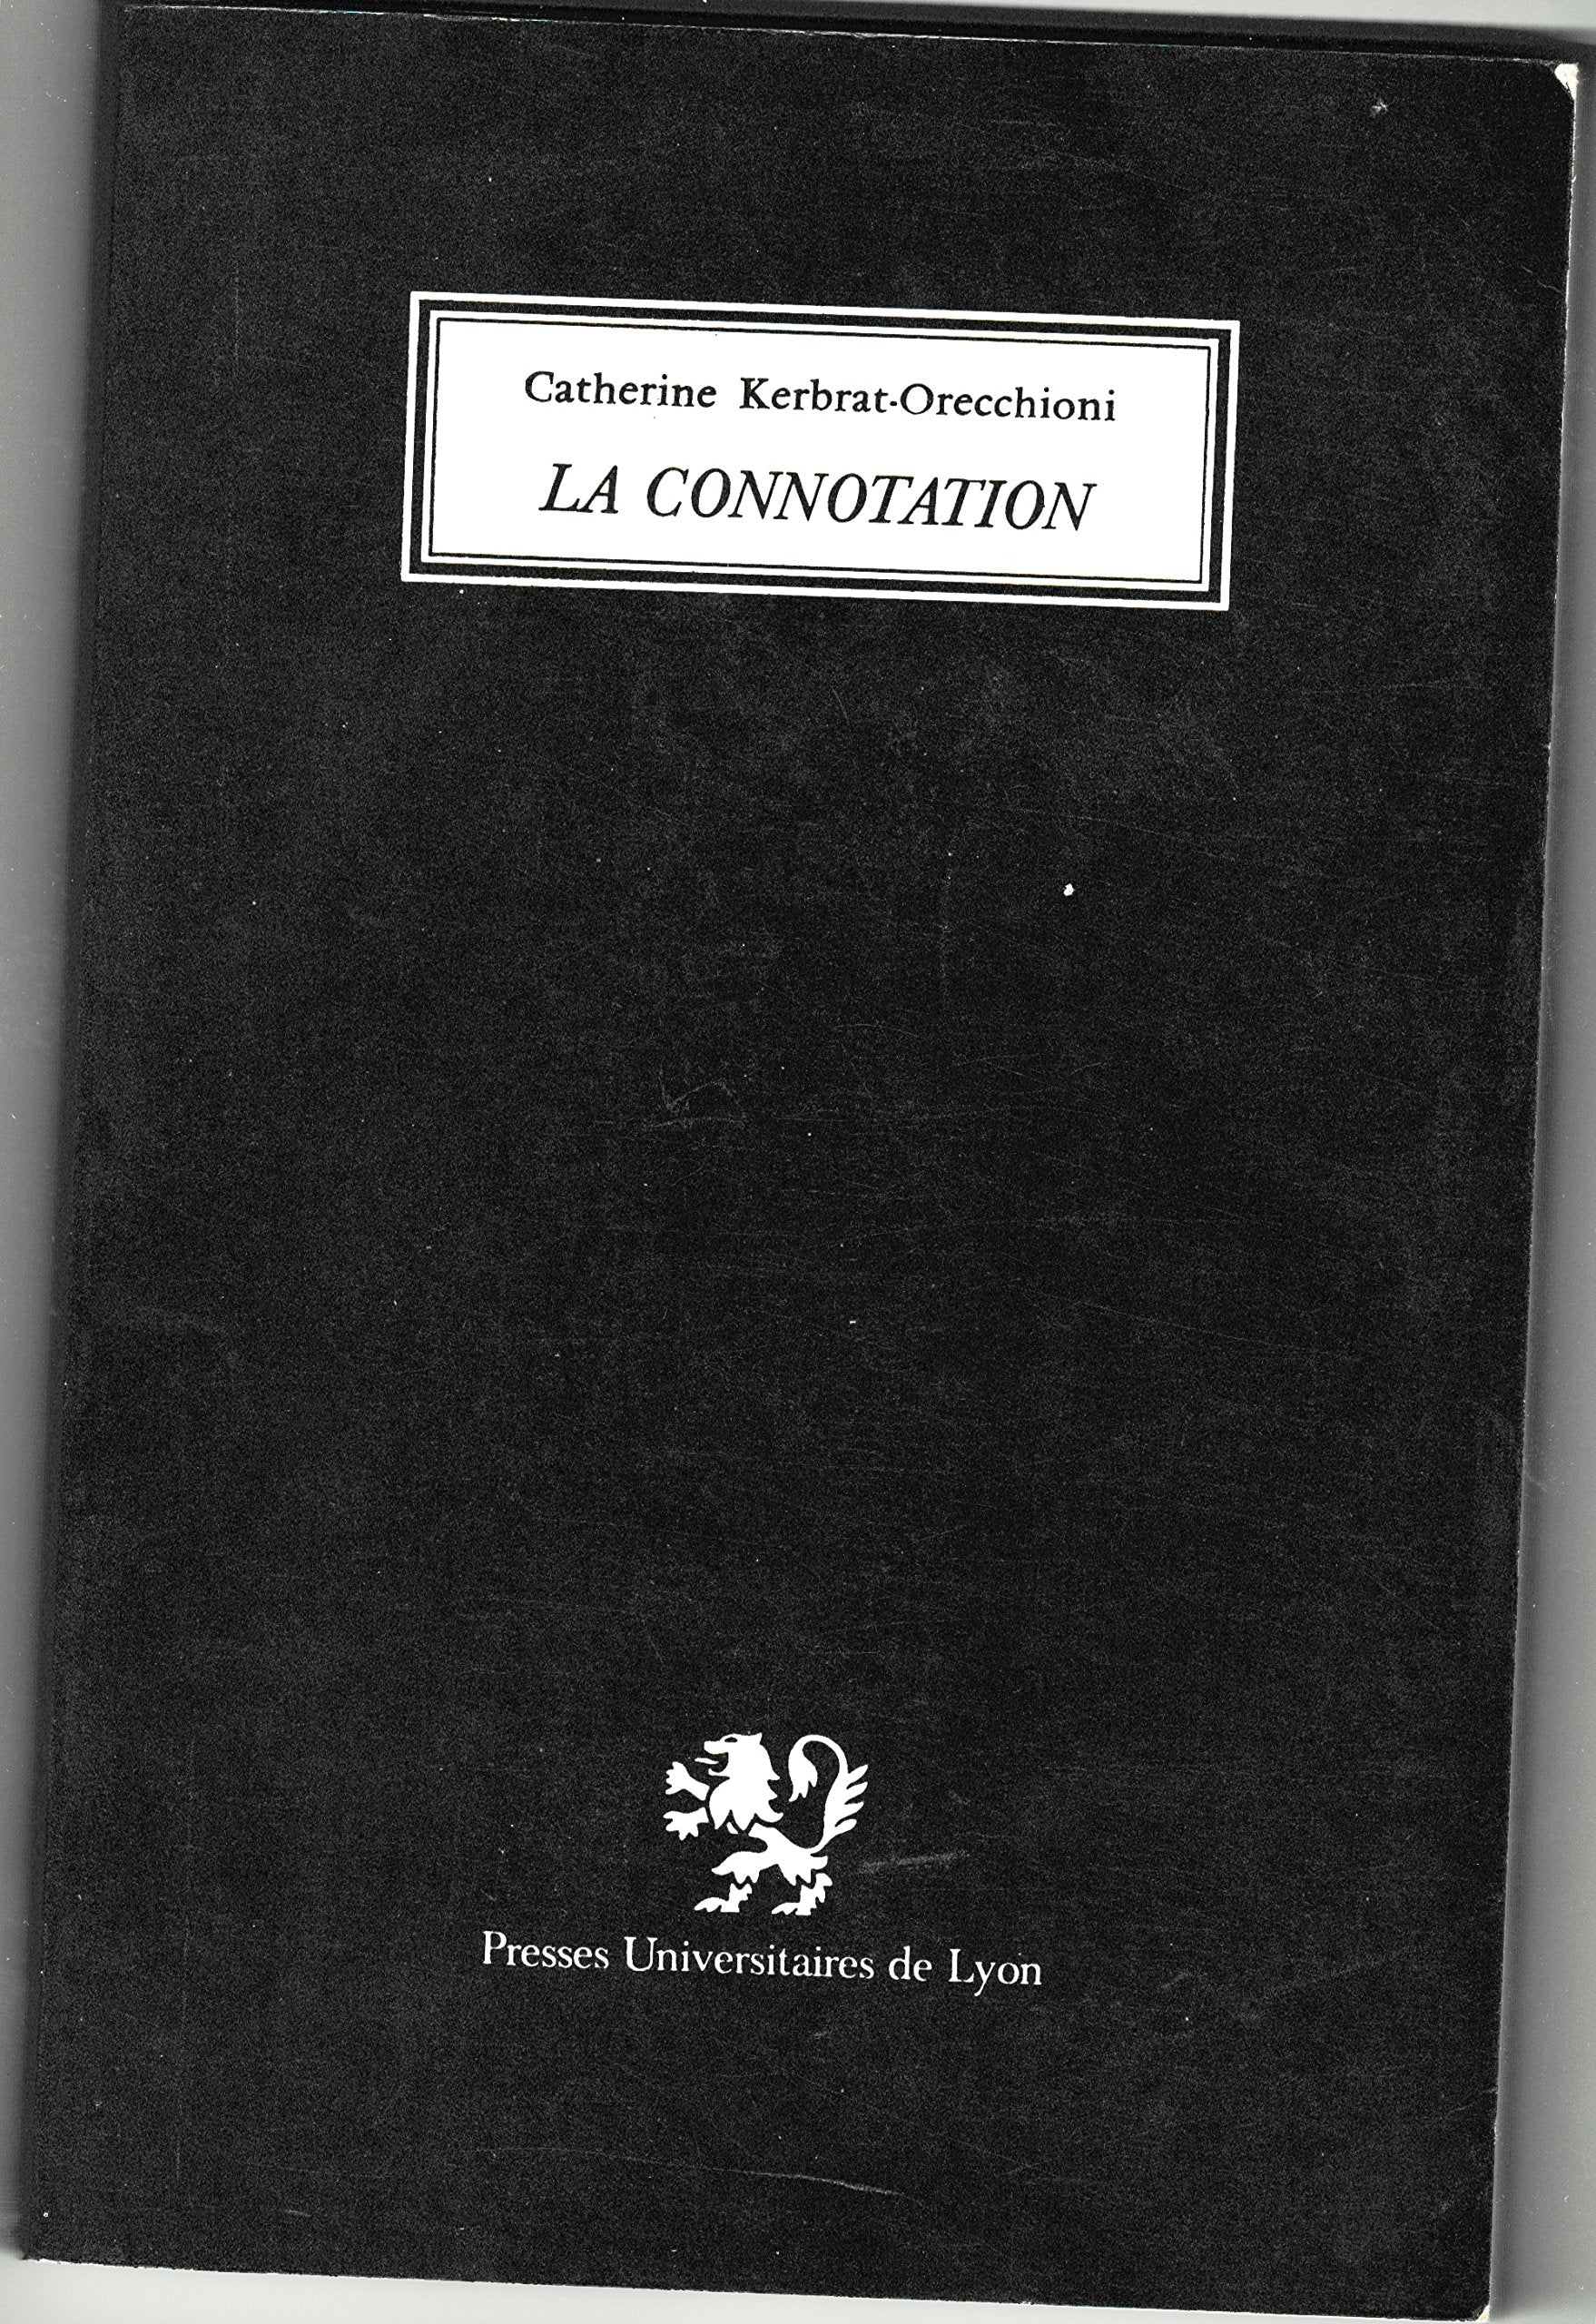 Catherine Kerbrat-Orecchioni
LA CONNOTATION
Presses Universitaires de Lyon